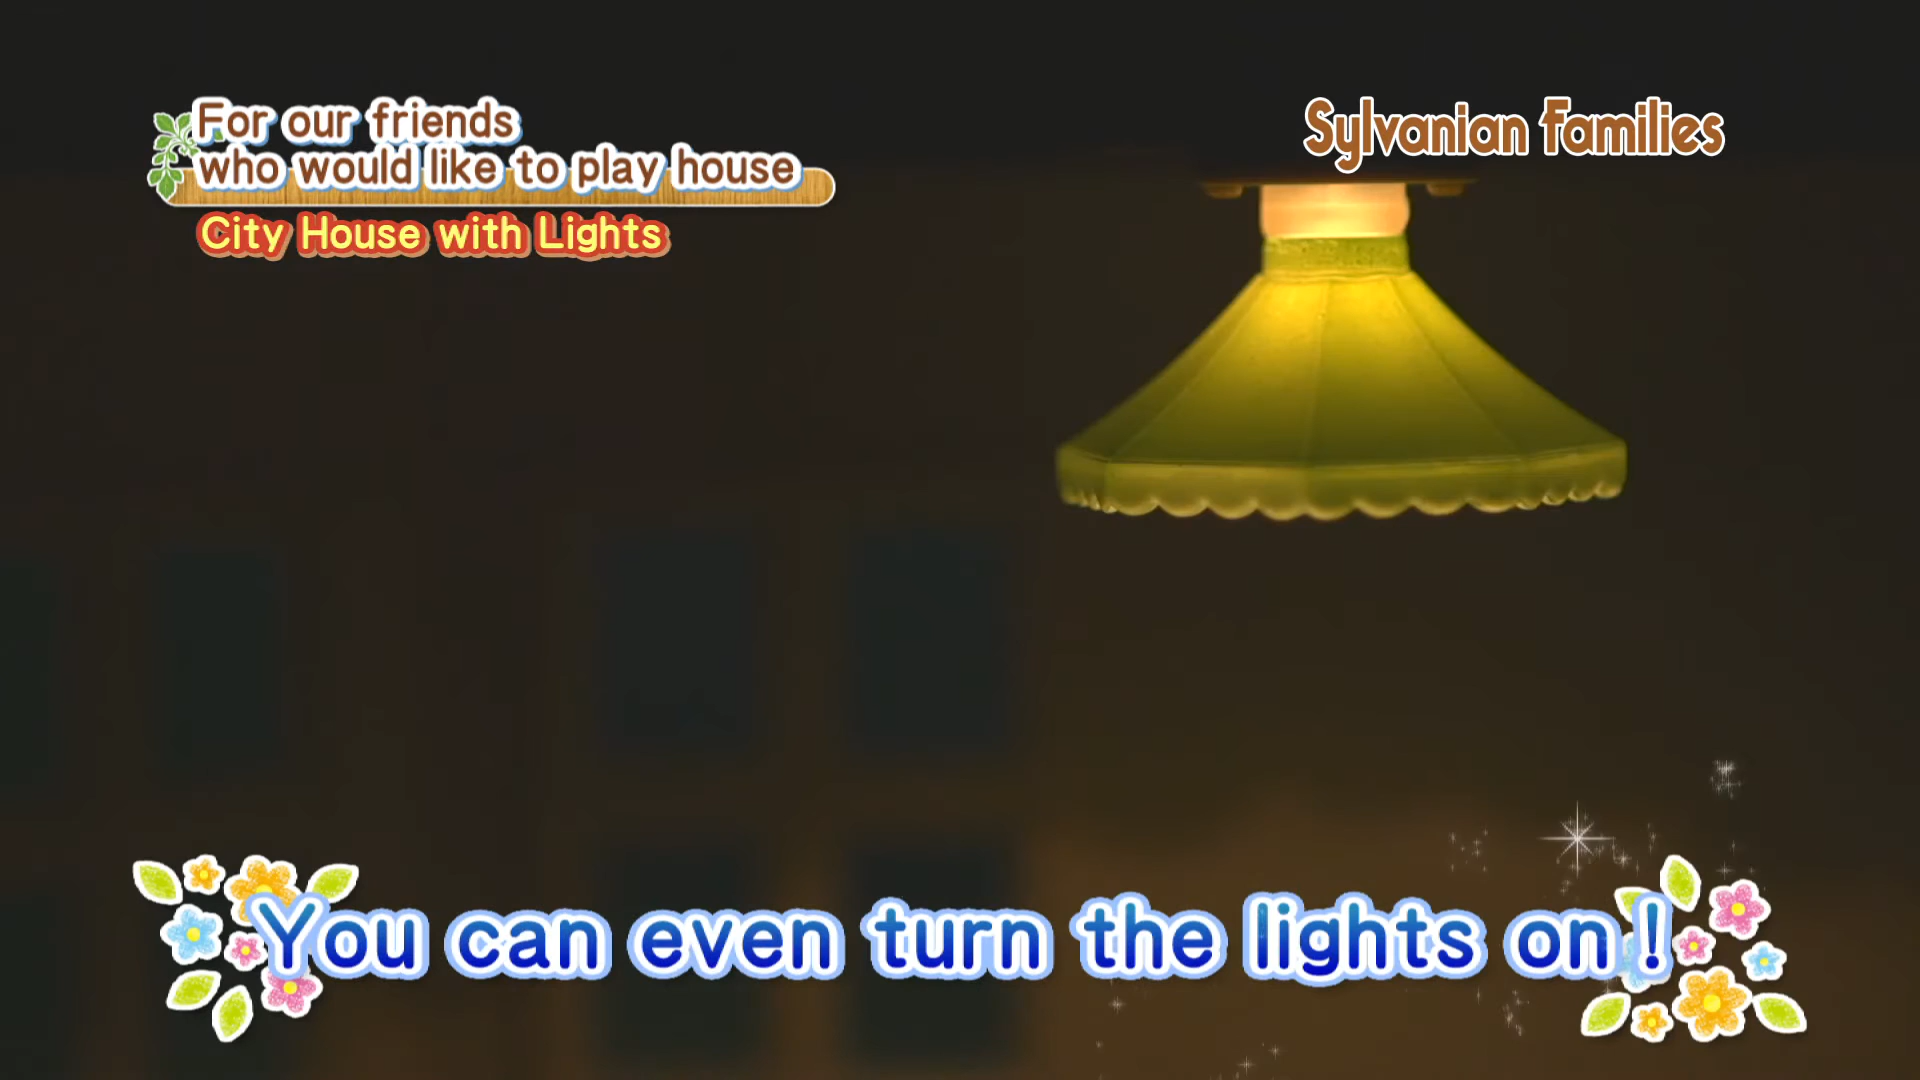 For our friends
who would like to play house
City House with Lights
Sylvanian Families
You can even turn the lights on!